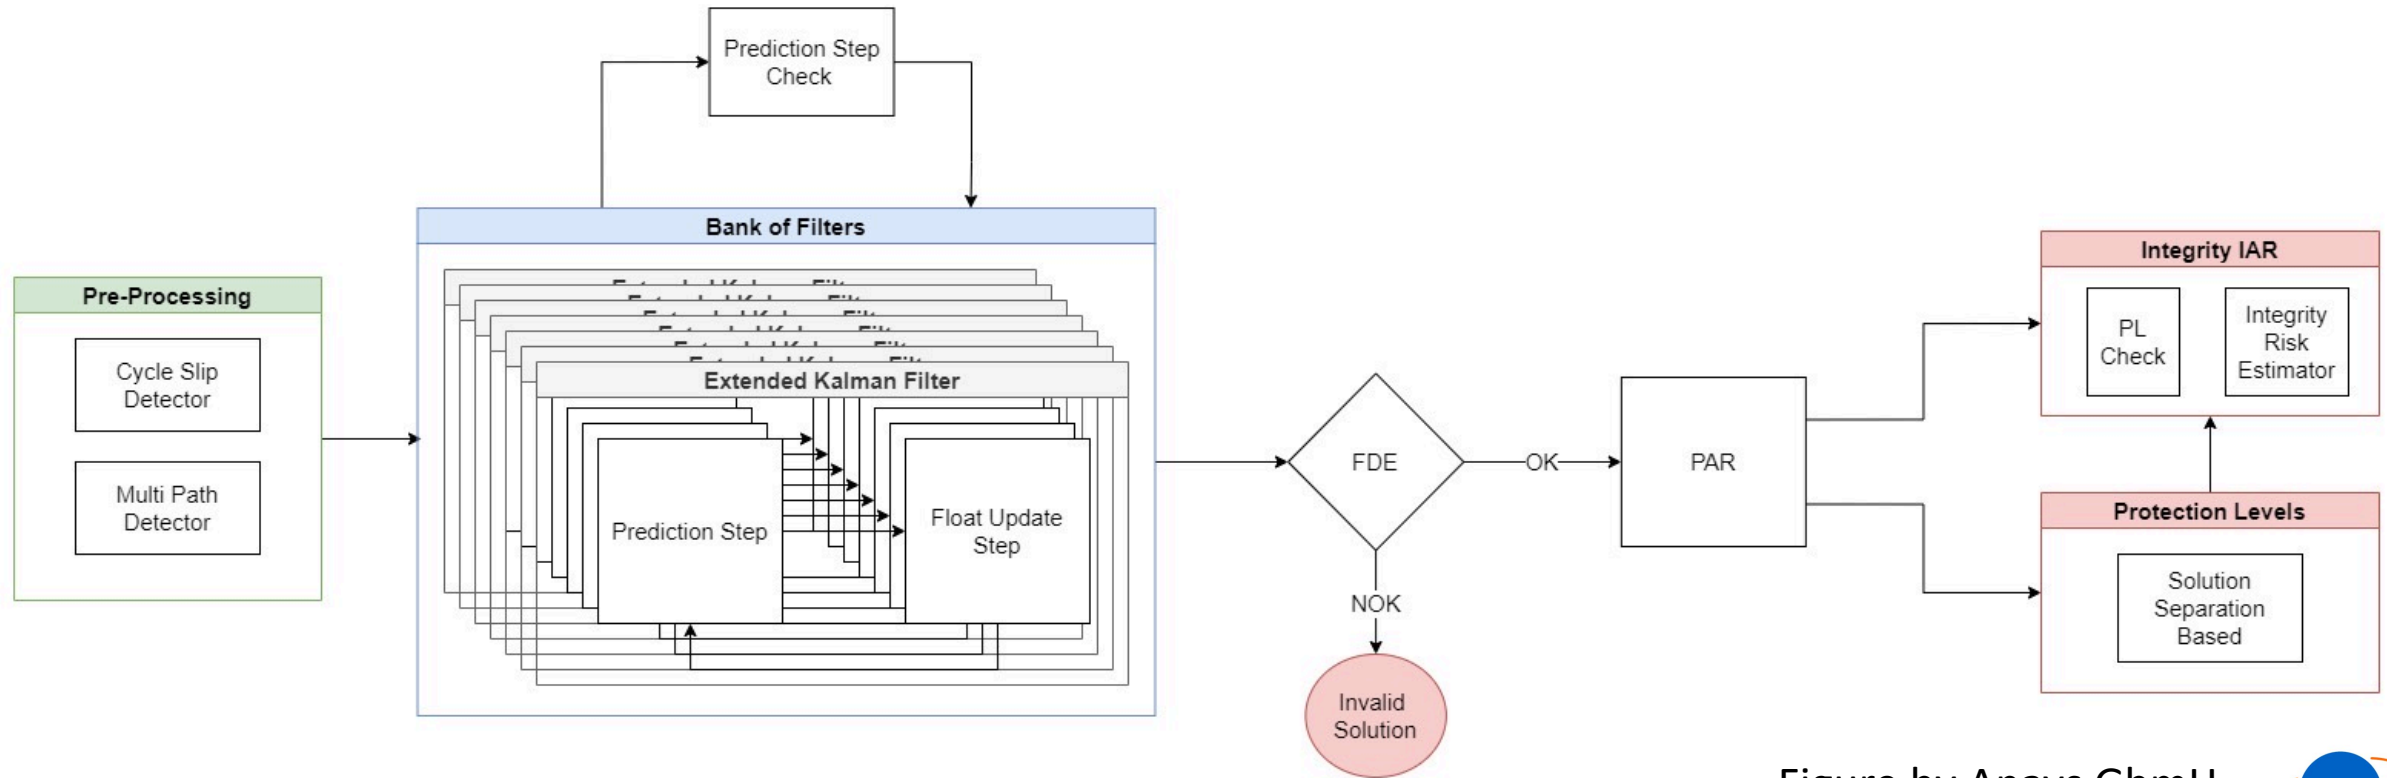 Prediction Step
Check
Bank of Filters
Pre-Processing
Cycle Slip
Detector
Multi Path
Detector
Extended Kalman Filter
Prediction Step
Float Update
Step
FDE
OK
NOK
Invalid
Solution
PAR
Integrity IAR
PL
Check
Integrity
Risk
Estimator
Protection Levels
Solution
Separation
Based
Figure by